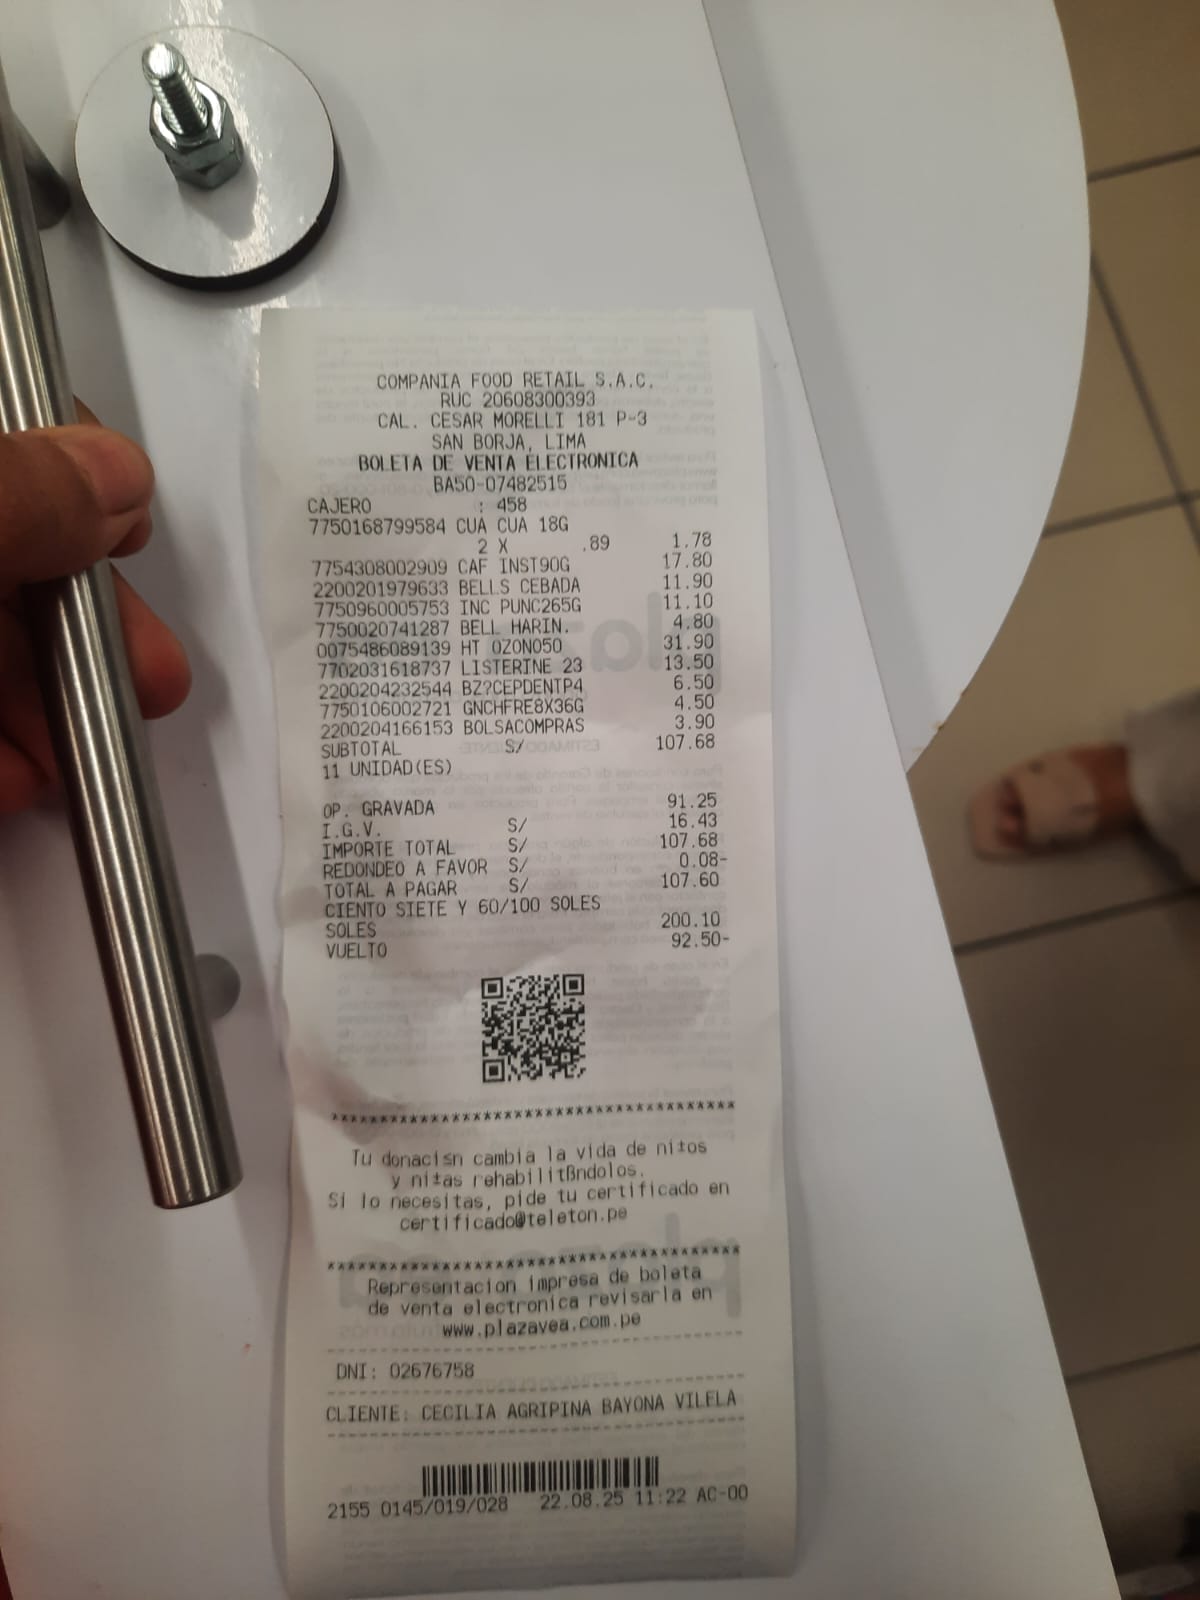 COMPANIA FOOD RETAIL S.A.C.
RUC 20608300393
CAL. CESAR MORELLI 181 P-3
SAN BORJA, LIMA
BOLETA DE VENTA ELECTRONICA
BA50-07482515
CAJERO : 458
7750168799584 CUA CUA 18G
2 X .89 1.78
7754308002909 CAF INST90G 17.80
2200201979633 BELLS CEBADA 11.90
7750960005753 INC PUNC265G 11.10
7750020741287 BELL HARIN. 4.80
0075486089139 HT OZONO50 31.90
7702031618737 LISTERINE 23 13.50
2200204232544 BZ?CEPDENTP4 6.50
7750106002721 GNCHFRE8X36G 4.50
2200204166153 BOLSACOMPRAS 3.90
SUBTOTAL S/ 107.68
11 UNIDAD(ES)
OP. GRAVADA 91.25
I.G.V. S/ 16.43
IMPORTE TOTAL S/ 107.68
REDONDEO A FAVOR S/ 0.08-
TOTAL A PAGAR S/ 107.60
CIENTO SIETE Y 60/100 SOLES
SOLES 200.10
VUELTO 92.50-
****************************************
Tu donaci≤n cambia la vida de ni±os
y ni±as rehabilitßndolos.
Si lo necesitas, pide tu certificado en
certificado@teleton.pe
****************************************
Representacion impresa de boleta
de venta electronica revisarla en
www.plazavea.com.pe
DNI: 02676758
CLIENTE: CECILIA AGRIPINA BAYONA VILELA
2155 0145/019/028 22.08.25 11:22 AC-00